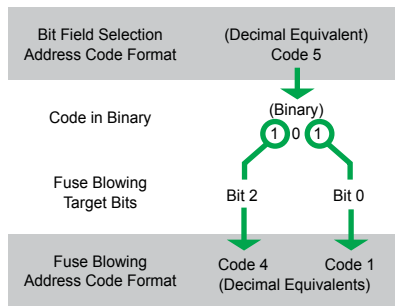 Bit Field Selection
Address Code Format
(Decimal Equivalent)
Code 5
Code in Binary
(Binary)
1 0 1
Fuse Blowing
Target Bits
Bit 2
Bit 0
Fuse Blowing
Address Code Format
Code 4
Code 1
(Decimal Equivalents)